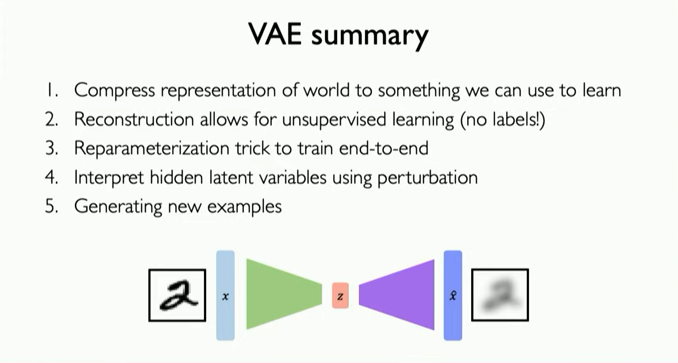 VAE summary
1. Compress representation of world to something we can use to learn
2. Reconstruction allows for unsupervised learning (no labels!)
3. Reparameterization trick to train end-to-end
4. Interpret hidden latent variables using perturbation
5. Generating new examples
2 x z x̂ 2